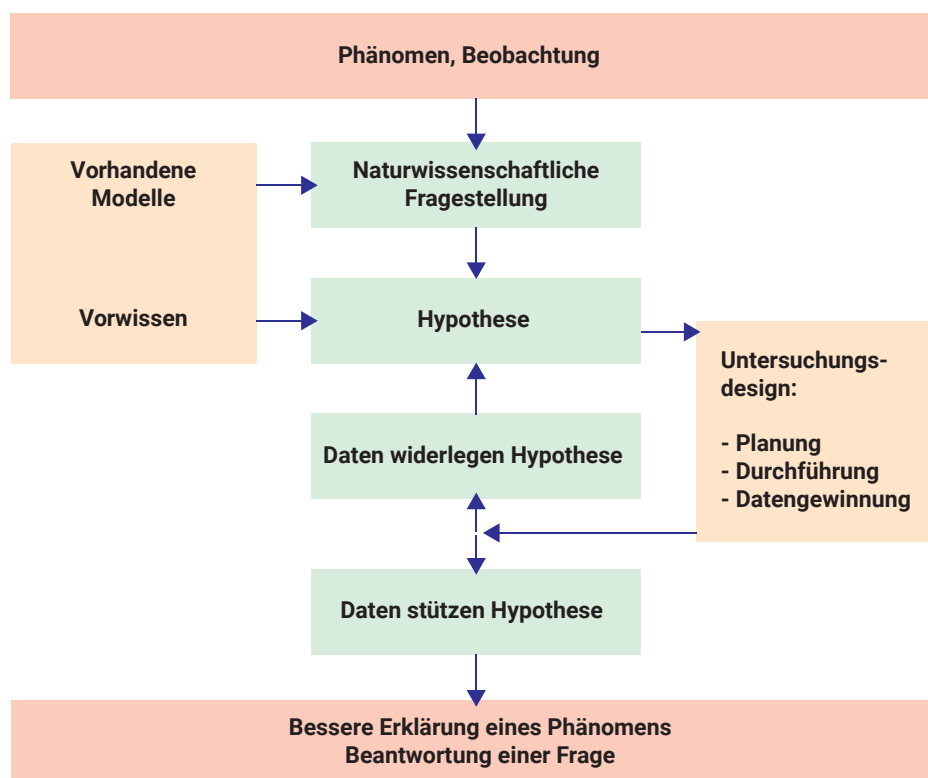 Phänomen, Beobachtung
Vorhandene
Modelle
Naturwissenschaftliche
Fragestellung
Vorwissen
Hypothese
Untersuchungs-
design:
- Planung
- Durchführung
- Datengewinnung
Daten widerlegen Hypothese
Daten stützen Hypothese
Bessere Erklärung eines Phänomens
Beantwortung einer Frage